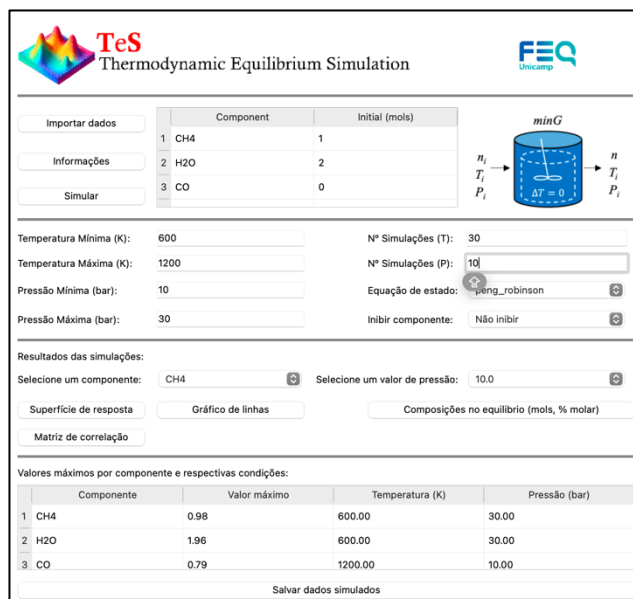 TeS
Thermodynamic Equilibrium Simulation
FEQ
Unicamp
Importar dados
Informações
Simular
Component Initial (mols)
1 CH4 1
2 H2O 2
3 CO 0
minG
ni
Ti
Pi
ΔT = 0
n
Ti
Pi
Temperatura Mínima (K): 600 Nº Simulações (T): 30
Temperatura Máxima (K): 1200 Nº Simulações (P): 10
Pressão Mínima (bar): 10 Equação de estado: peng_robinson
Pressão Máxima (bar): 30 Inibir componente: Não inibir
Resultados das simulações:
Selecione um componente: CH4 Selecione um valor de pressão: 10.0
Superfície de resposta Gráfico de linhas Composições no equilibrio (mols, % molar)
Matriz de correlação
Valores máximos por componente e respectivas condições:
Componente Valor máximo Temperatura (K) Pressão (bar)
1 CH4 0.98 600.00 30.00
2 H2O 1.96 600.00 30.00
3 CO 0.79 1200.00 10.00
Salvar dados simulados